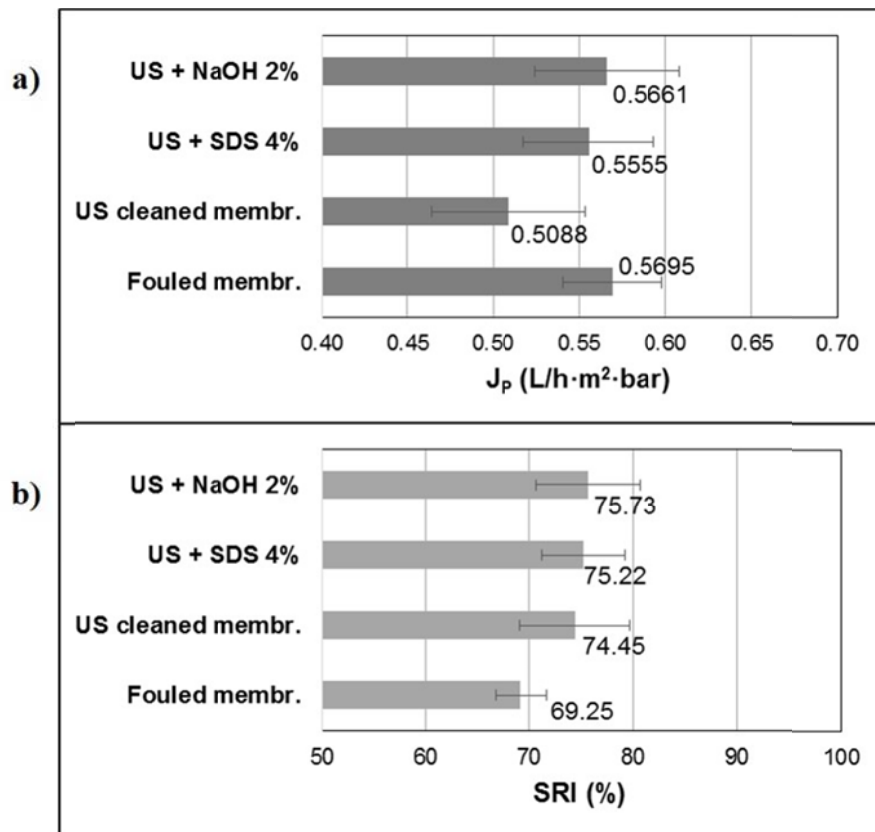 a)
US + NaOH 2%
0.5661
US + SDS 4%
0.5555
US cleaned membr.
0.5088
Fouled membr.
0.5695
0.40 0.45 0.50 0.55 0.60 0.65 0.70
J_P (L/h·m²·bar)
b)
US + NaOH 2%
75.73
US + SDS 4%
75.22
US cleaned membr.
74.45
Fouled membr.
69.25
50 60 70 80 90 100
SRI (%)